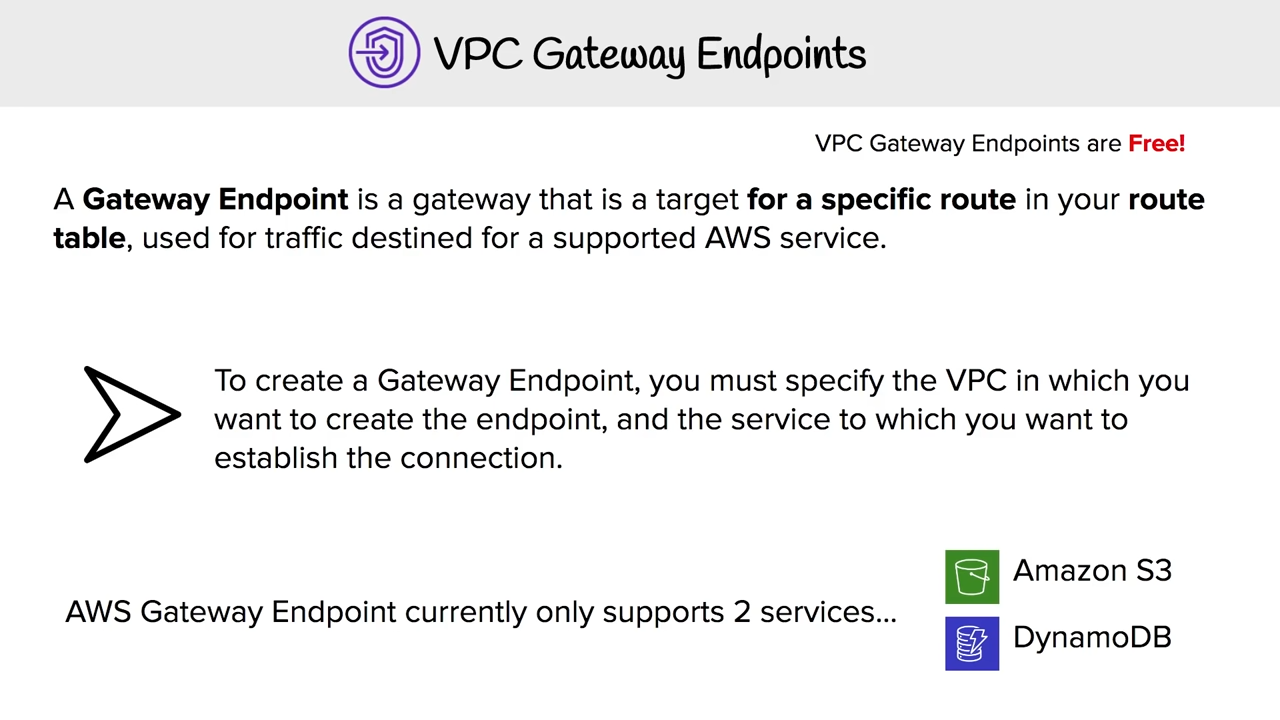 VPC Gateway Endpoints
VPC Gateway Endpoints are Free!
A Gateway Endpoint is a gateway that is a target for a specific route in your route
table, used for traffic destined for a supported AWS service.
To create a Gateway Endpoint, you must specify the VPC in which you
want to create the endpoint, and the service to which you want to
establish the connection.
Amazon S3
AWS Gateway Endpoint currently only supports 2 services...
DynamoDB